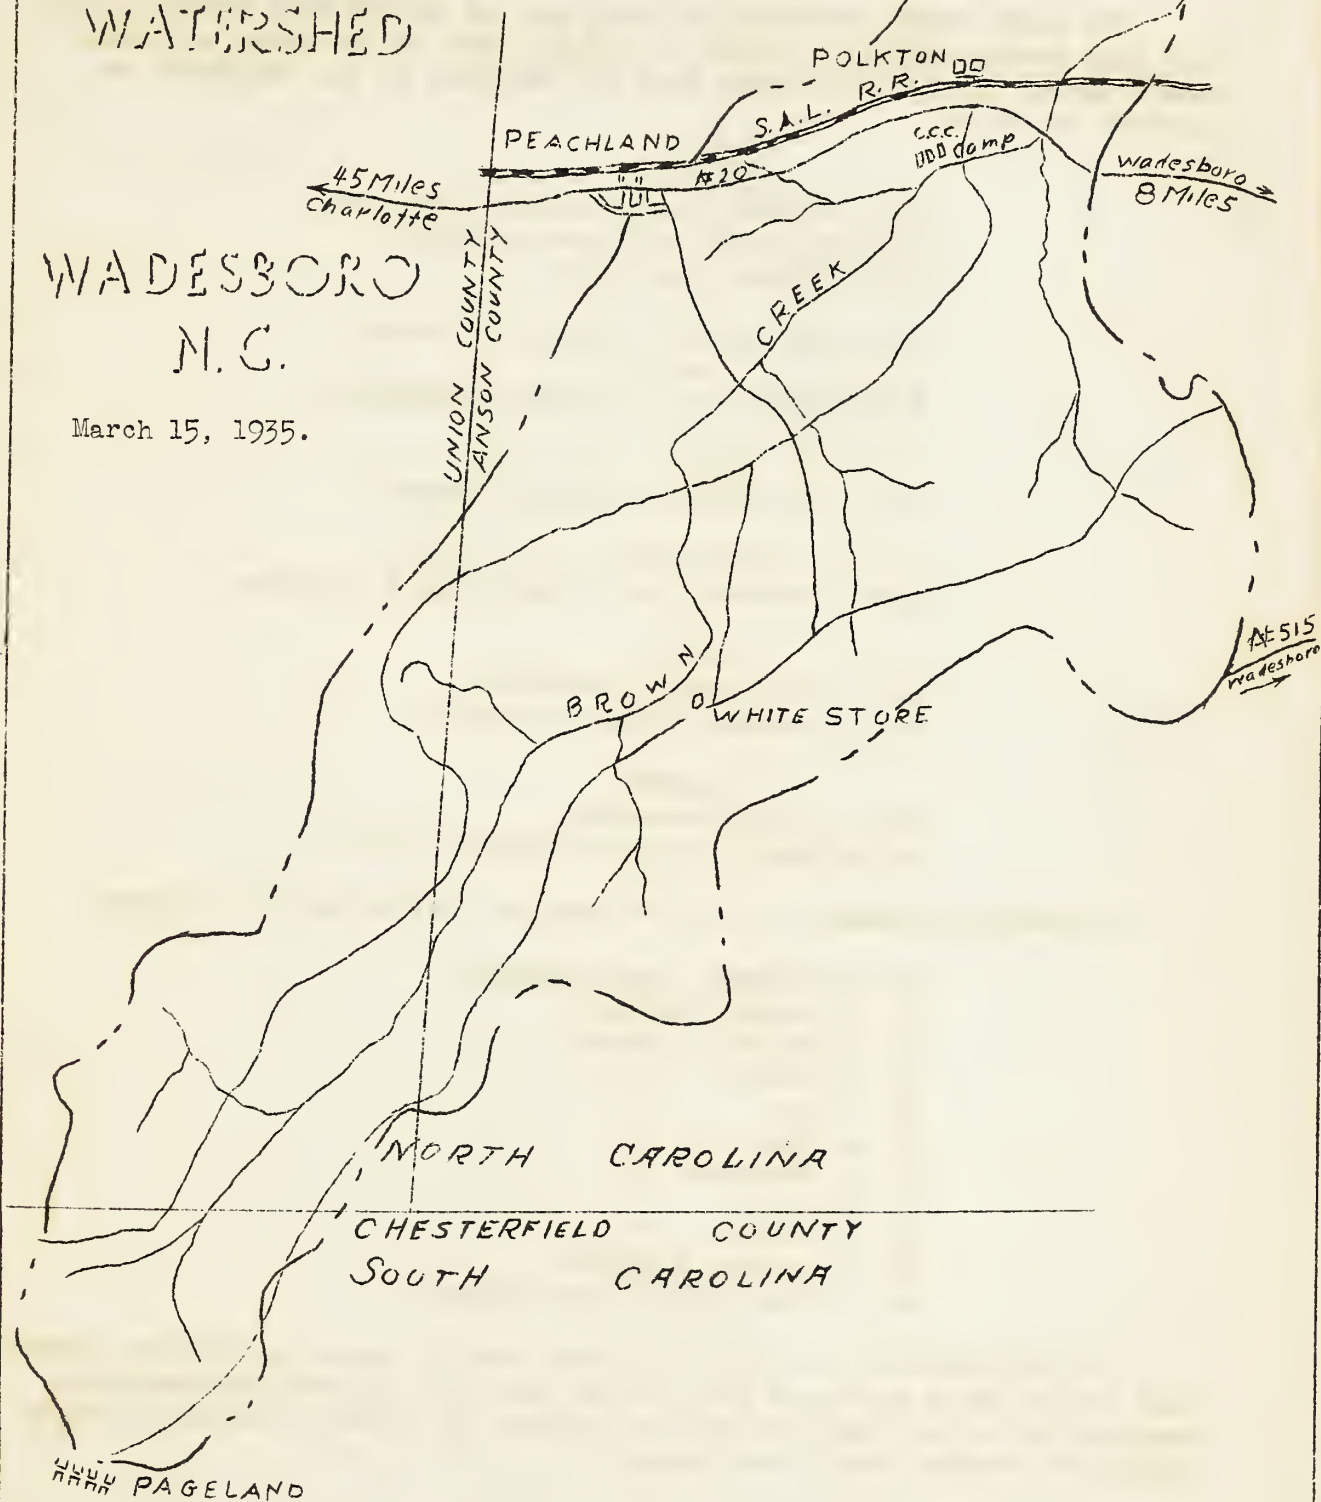 WATERSHED
POLKTON
S.A.L. R.R.
PEACHLAND
C.C.C.
Camp
#20
45 Miles
Charlotte
Wadesboro
8 Miles
WADESBORO
N.C.
March 15, 1935.
UNION COUNTY
ANSON COUNTY
CREEK
BROWN
WHITE STORE
#515
Wadesboro
NORTH CAROLINA
CHESTERFIELD COUNTY
SOUTH CAROLINA
PAGELAND